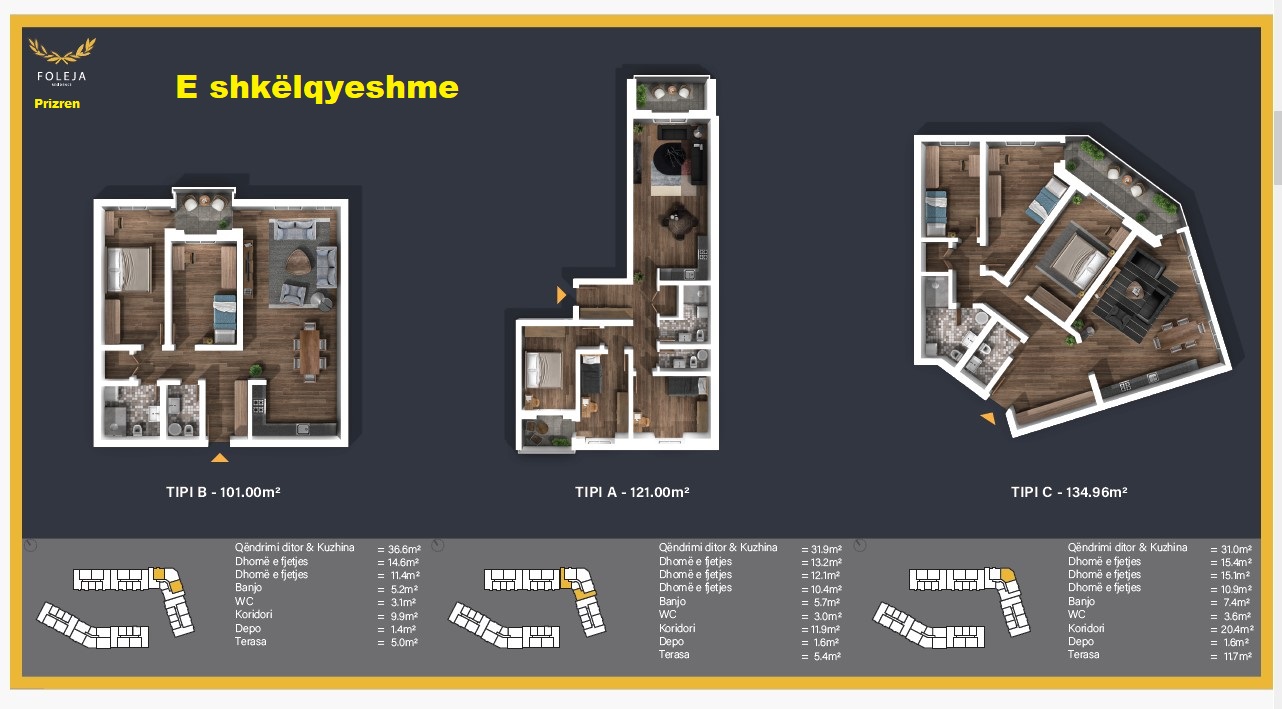 FOLEJA
Prizren
E shkëlqyeshme
TIPI B - 101.00m²
TIPI A - 121.00m²
TIPI C - 134.96m²
Qëndrimi ditor & Kuzhina = 36.6m²
Dhomë e fjetjes = 14.6m²
Dhomë e fjetjes = 11.4m²
Banjo = 5.2m²
WC = 3.1m²
Koridori = 9.9m²
Depo = 1.4m²
Terasa = 5.0m²
Qëndrimi ditor & Kuzhina = 31.9m²
Dhomë e fjetjes = 13.2m²
Dhomë e fjetjes = 12.1m²
Dhomë e fjetjes = 10.4m²
Banjo = 5.7m²
WC = 3.0m²
Koridori = 11.9m²
Depo = 1.6m²
Terasa = 5.4m²
Qëndrimi ditor & Kuzhina = 31.0m²
Dhomë e fjetjes = 15.4m²
Dhomë e fjetjes = 15.1m²
Dhomë e fjetjes = 10.9m²
Banjo = 7.4m²
WC = 3.6m²
Koridori = 20.4m²
Depo = 1.6m²
Terasa = 11.7m²